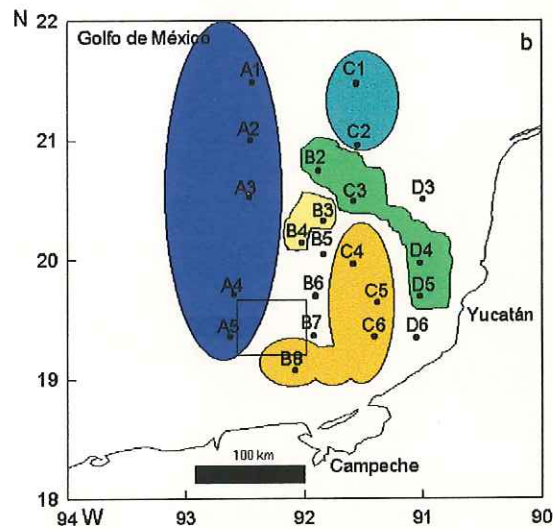 N
22
Golfo de México
b
A1
C1
21
A2
C2
B2
A3
C3
D3
B3
B4
B5
20
C4
D4
A4
B6
C5
D5
A5
B7
C6
D6
Yucatán
B8
19
100 km
Campeche
18
94 W
93
92
91
90